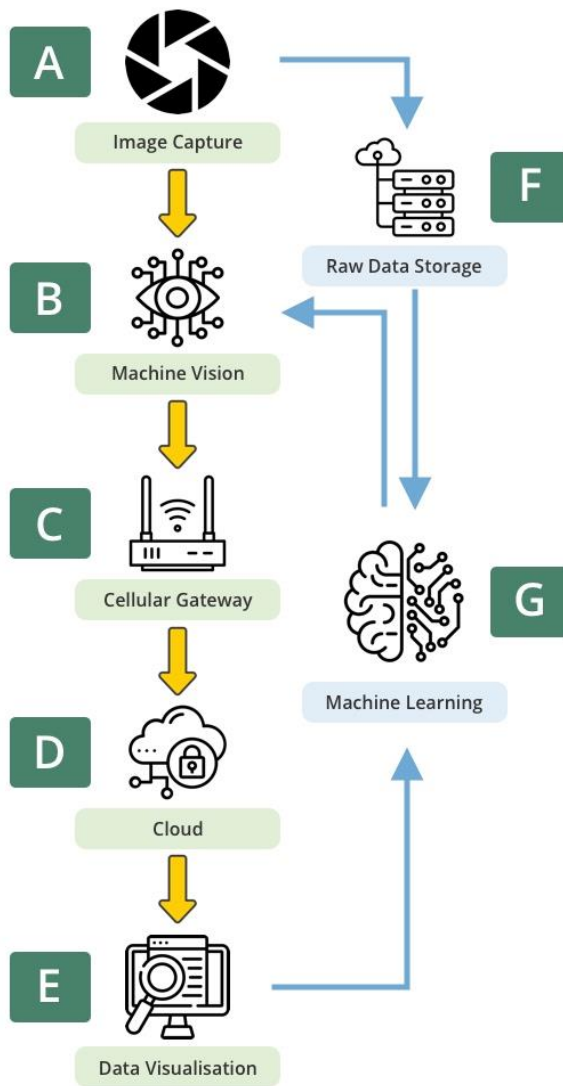 A
Image Capture
F
Raw Data Storage
B
Machine Vision
C
Cellular Gateway
G
Machine Learning
D
Cloud
E
Data Visualisation